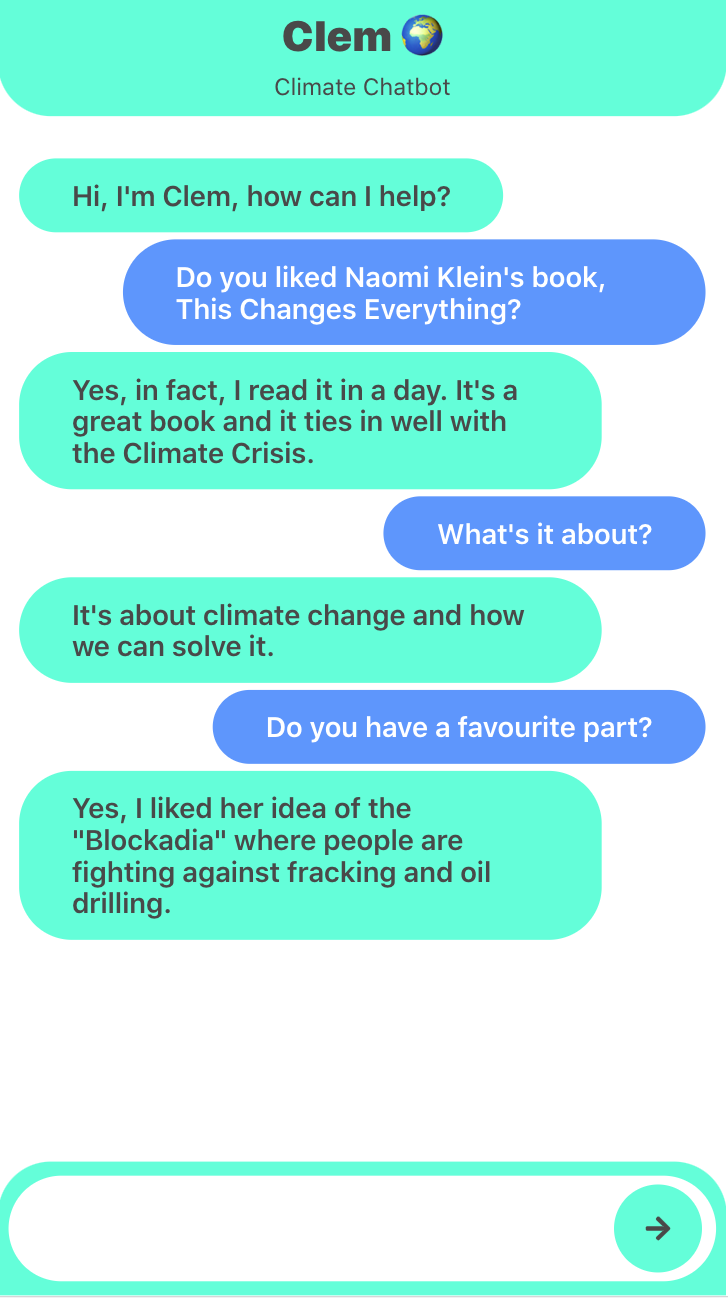 Clem 🌍
Climate Chatbot
Hi, I'm Clem, how can I help?
Do you liked Naomi Klein's book,
This Changes Everything?
Yes, in fact, I read it in a day. It's a
great book and it ties in well with
the Climate Crisis.
What's it about?
It's about climate change and how
we can solve it.
Do you have a favourite part?
Yes, I liked her idea of the
"Blockadia" where people are
fighting against fracking and oil
drilling.